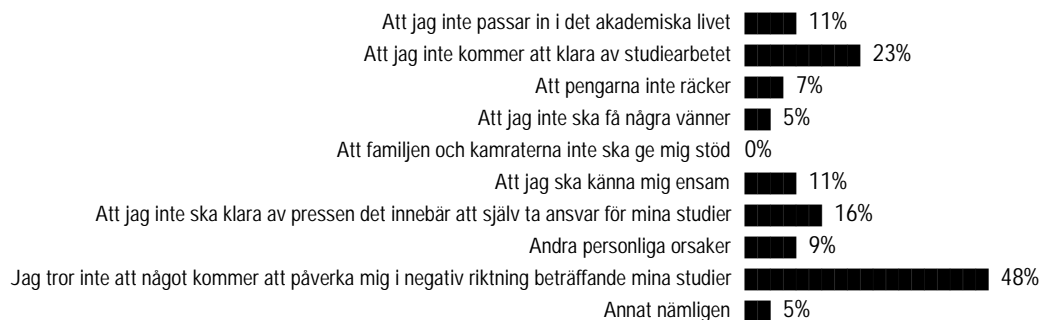 Att jag inte passar in i det akademiska livet 11%
Att jag inte kommer att klara av studiearbetet 23%
Att pengarna inte räcker 7%
Att jag inte ska få några vänner 5%
Att familjen och kamraterna inte ska ge mig stöd 0%
Att jag ska känna mig ensam 11%
Att jag inte ska klara av pressen det innebär att själv ta ansvar för mina studier 16%
Andra personliga orsaker 9%
Jag tror inte att något kommer att påverka mig i negativ riktning beträffande mina studier 48%
Annat nämligen 5%